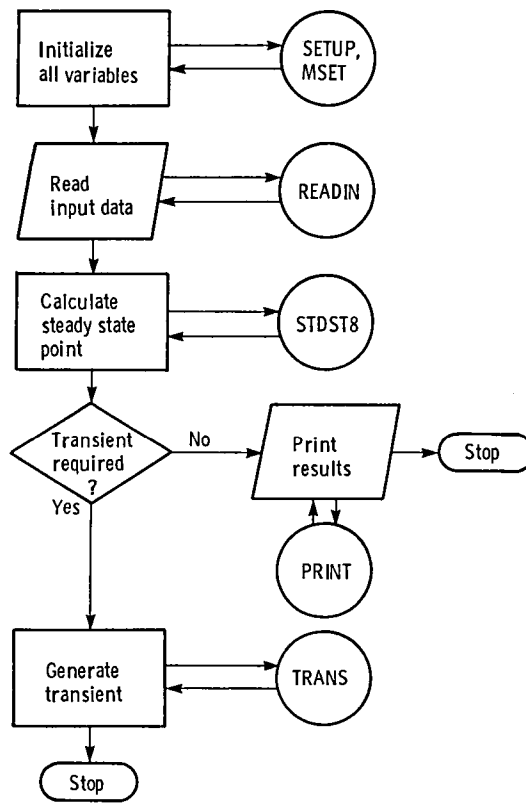 Initialize
all variables
SETUP,
MSET
Read
input data
READIN
Calculate
steady state
point
STDST8
Transient
required
?
No
Yes
Print
results
Stop
PRINT
Generate
transient
TRANS
Stop